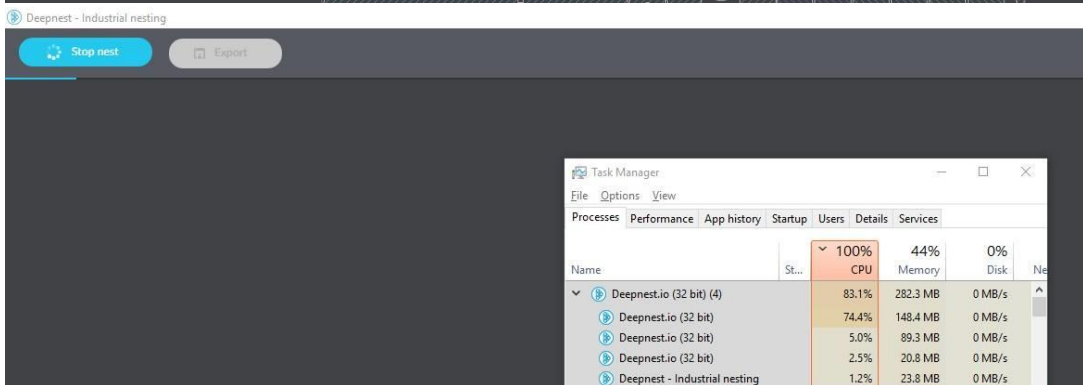 Deepnest - Industrial nesting
Stop nest Export
Task Manager
File Options View
Processes Performance App history Startup Users Details Services
100% 44% 0%
Name St... CPU Memory Disk Ne
Deepnest.io (32 bit) (4) 83.1% 282.3 MB 0 MB/s
Deepnest.io (32 bit) 74.4% 148.4 MB 0 MB/s
Deepnest.io (32 bit) 5.0% 89.3 MB 0 MB/s
Deepnest.io (32 bit) 2.5% 20.8 MB 0 MB/s
Deepnest - Industrial nesting 1.2% 23.8 MB 0 MB/s